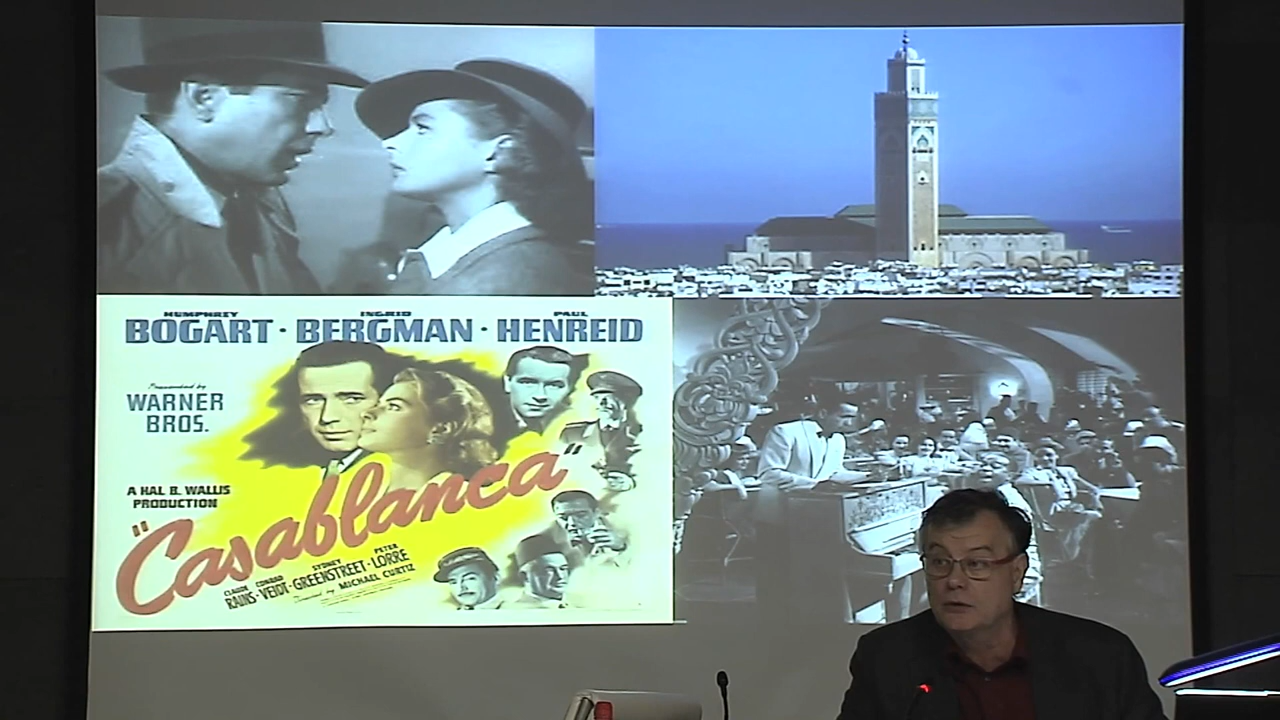 HUMPHREY INGRID PAUL
BOGART · BERGMAN · HENREID
Presented by
WARNER
BROS.
A HAL B. WALLIS
PRODUCTION
"Casablanca"
CLAUDE CONRAD SYDNEY PETER
RAINS · VEIDT · GREENSTREET · LORRE
Directed by MICHAEL CURTIZ